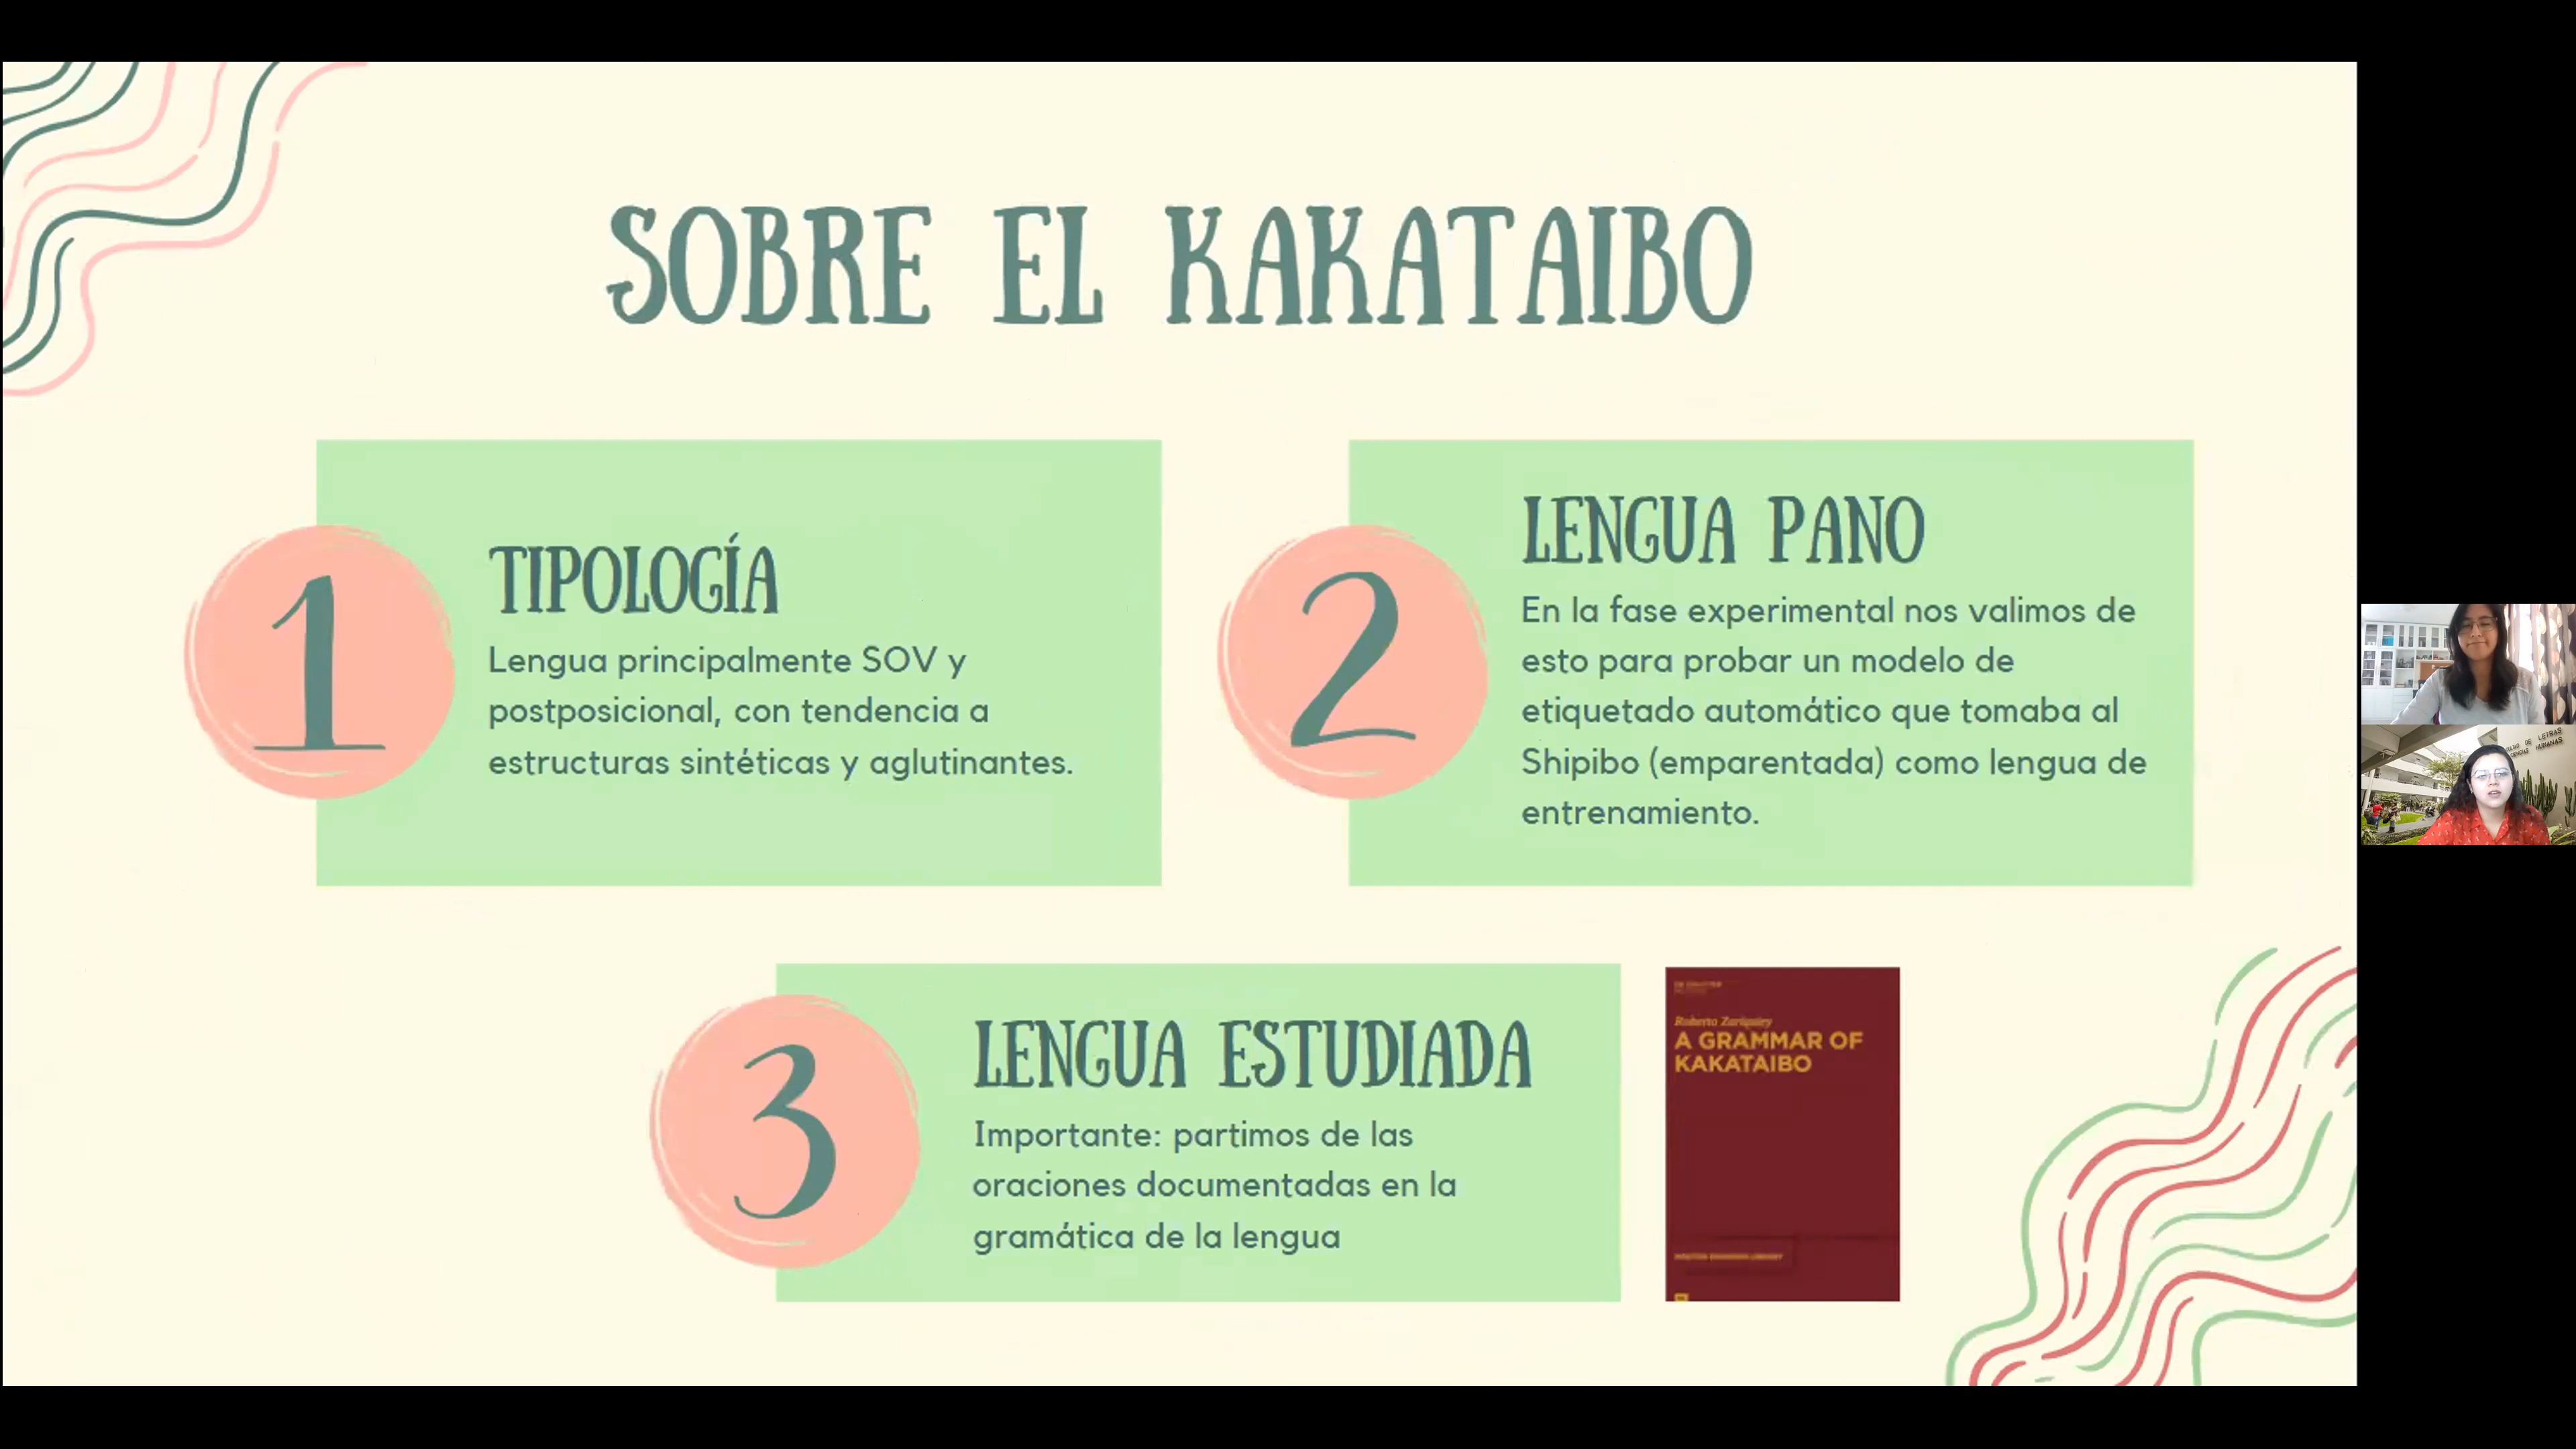 SOBRE EL KAKATAIBO
1
TIPOLOGÍA
Lengua principalmente SOV y
postposicional, con tendencia a
estructuras sintéticas y aglutinantes.
2
LENGUA PANO
En la fase experimental nos valimos de
esto para probar un modelo de
etiquetado automático que tomaba al
Shipibo (emparentada) como lengua de
entrenamiento.
3
LENGUA ESTUDIADA
Importante: partimos de las
oraciones documentadas en la
gramática de la lengua
Roberto Zariquiey
A GRAMMAR OF
KAKATAIBO